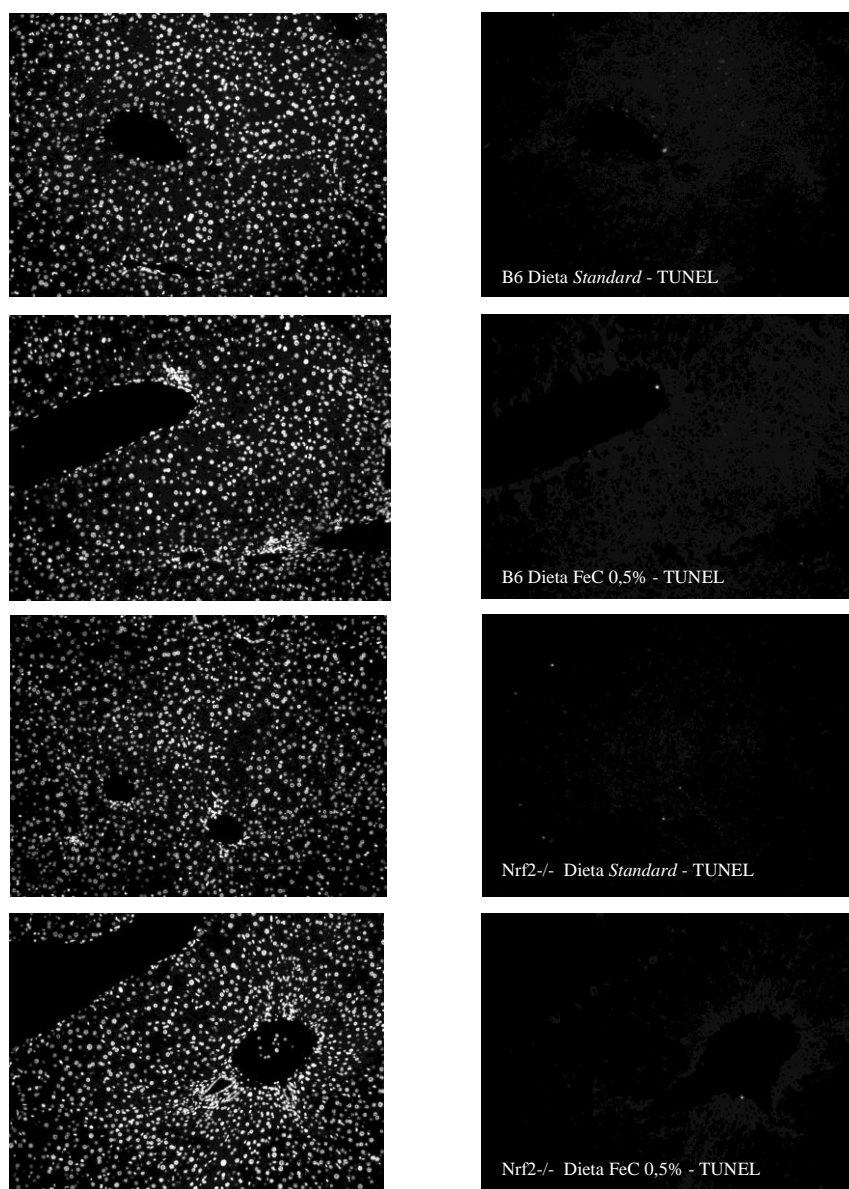 B6 Dieta Standard - TUNEL
B6 Dieta FeC 0,5% - TUNEL
Nrf2-/- Dieta Standard - TUNEL
Nrf2-/- Dieta FeC 0,5% - TUNEL